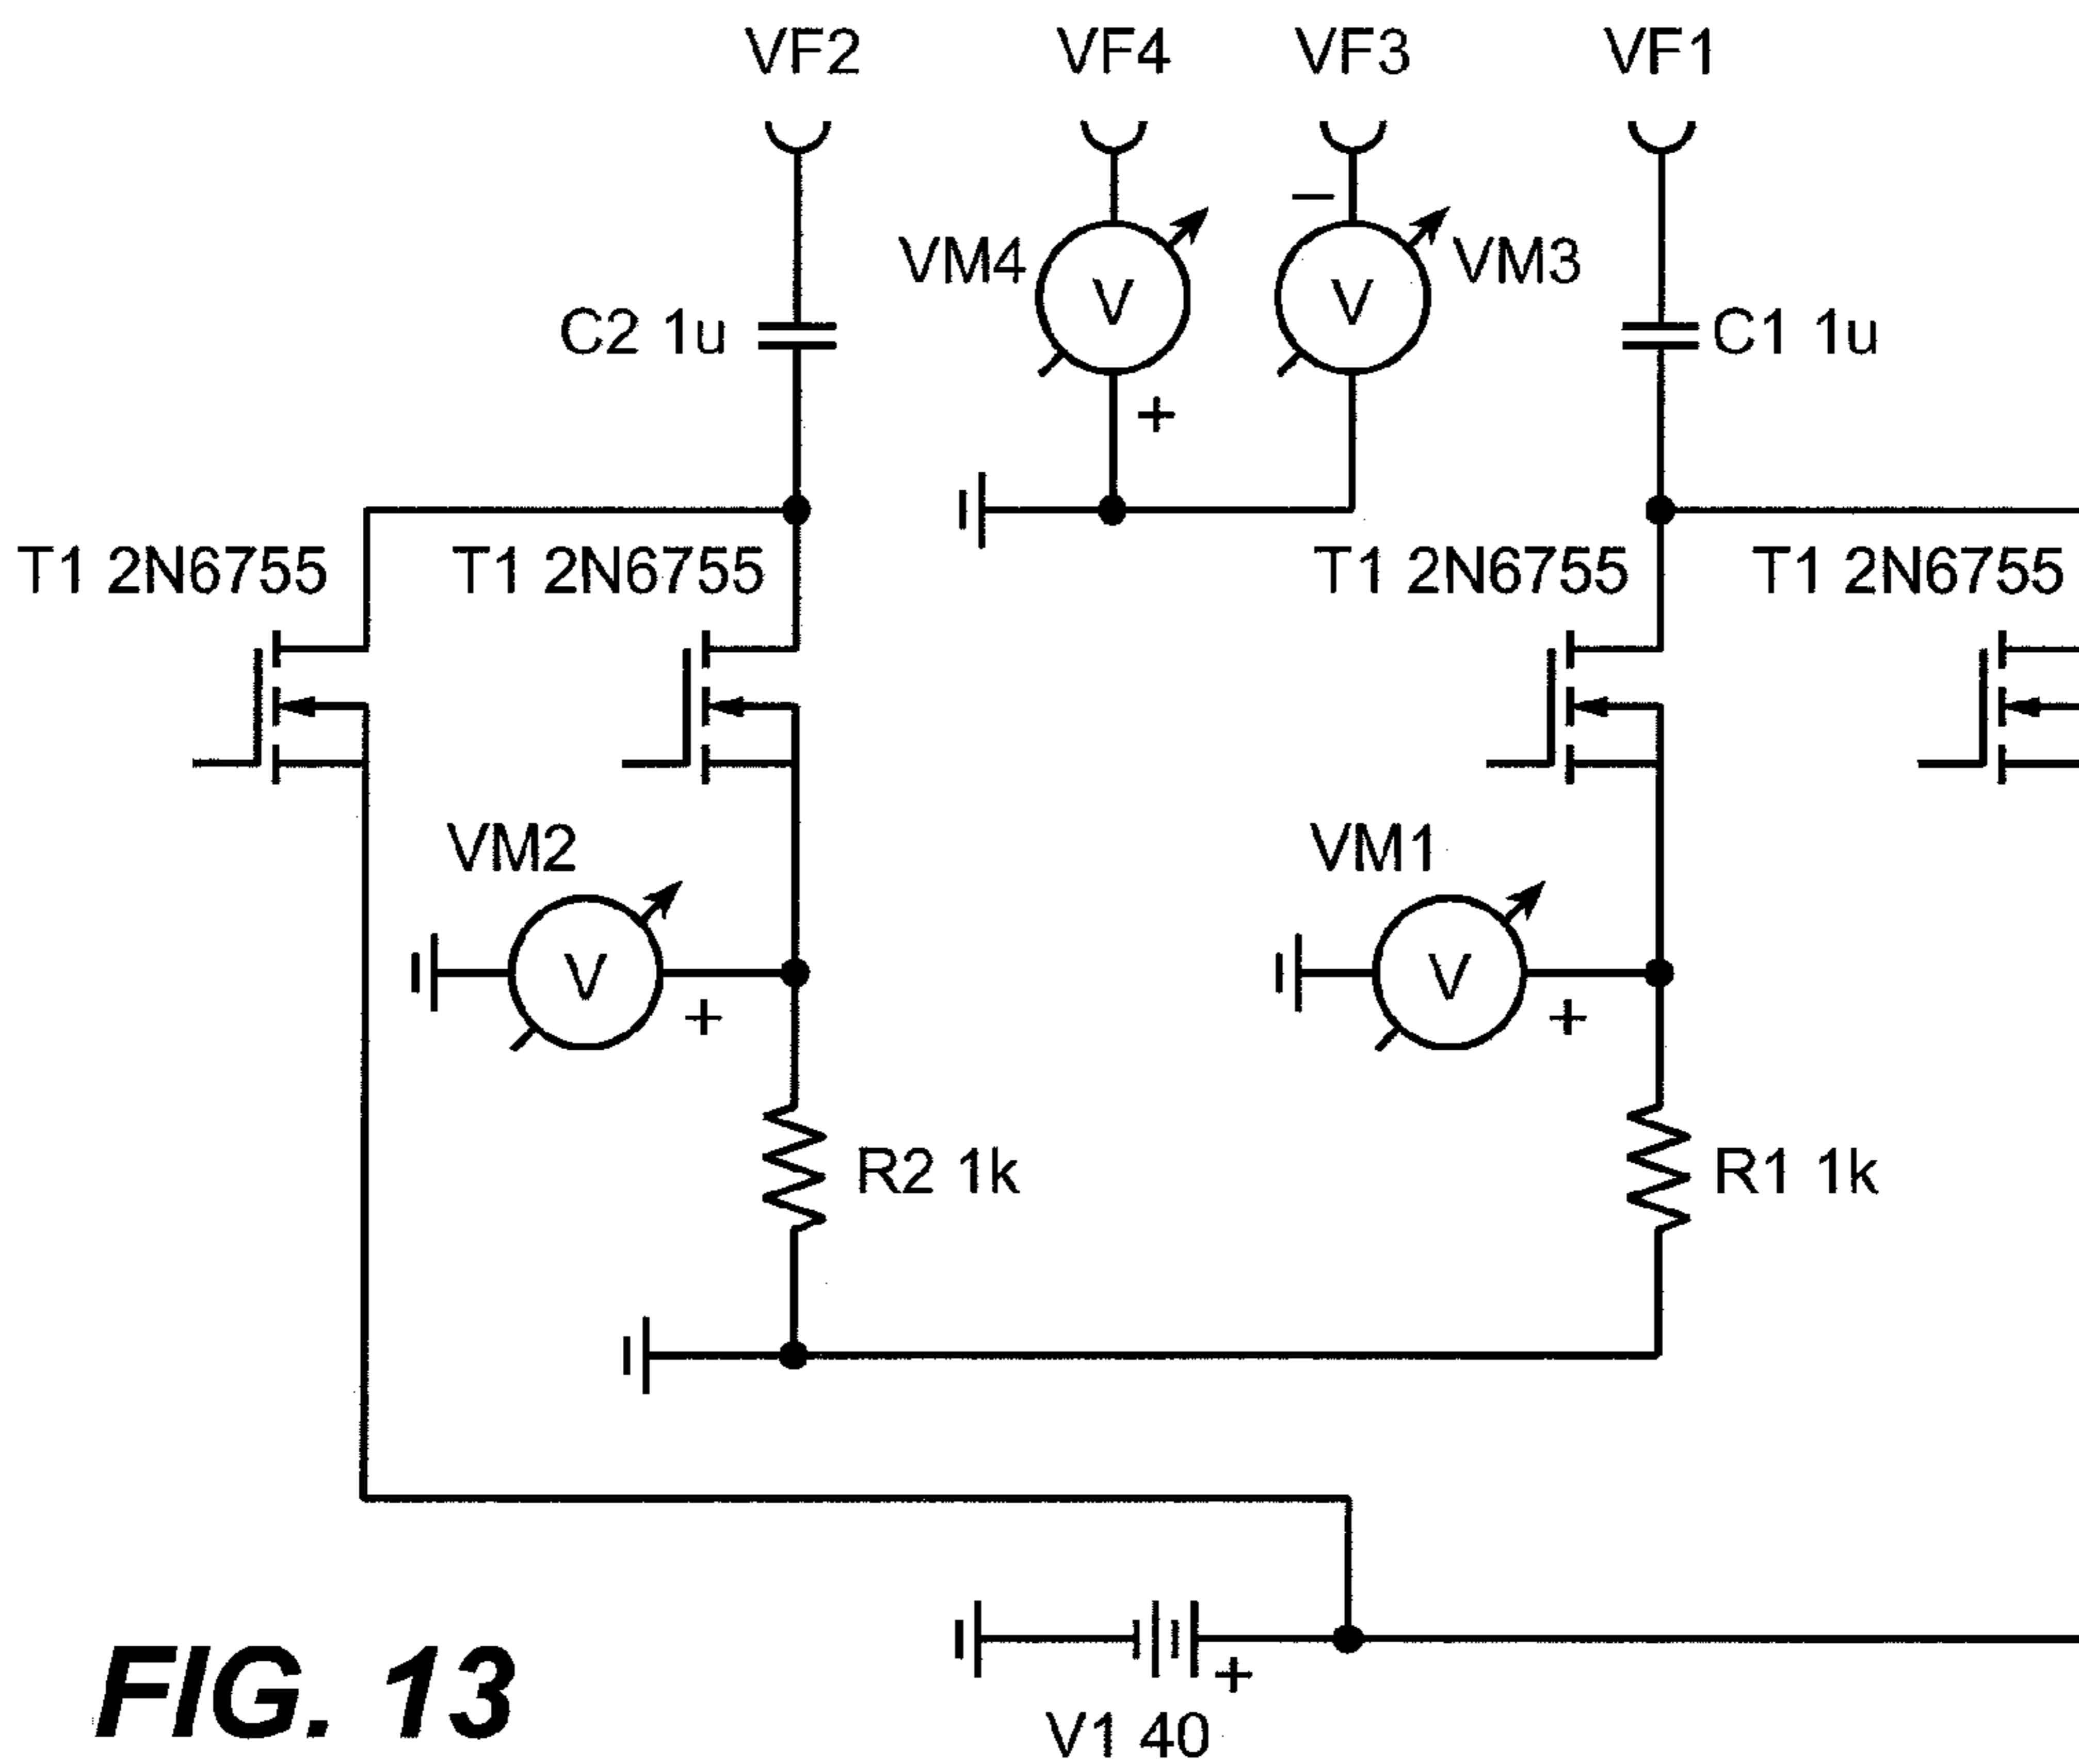 VF2 VF4 VF3 VF1
−
VM4 V V VM3
C2 1u C1 1u
+
T1 2N6755 T1 2N6755 T1 2N6755 T1 2N6755
VM2 VM1
V V
+ +
R2 1k R1 1k
+
V1 40
FIG. 13